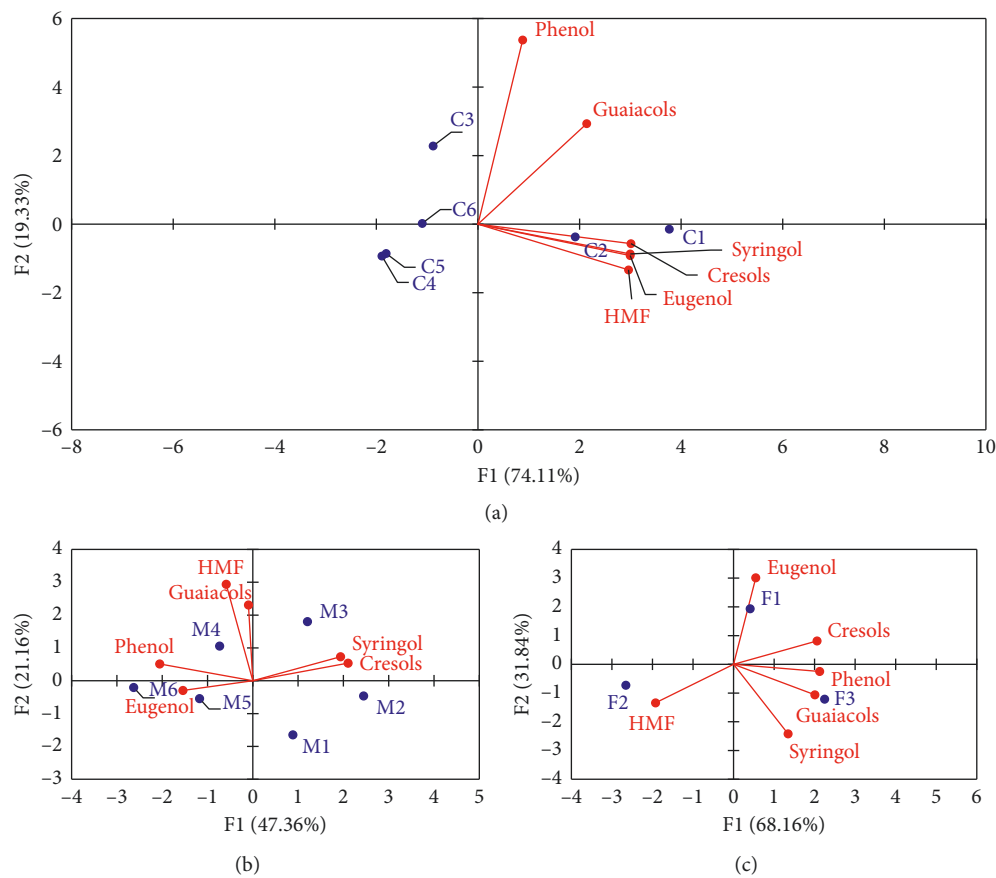 6
Phenol
4
Guaiacols
C3
2
C6
0
C1
C2
Syringol
C5
Cresols
−2
C4
Eugenol
HMF
−4
−6
−8
−6
−4
−2
0
2
4
6
8
10
F2 (19.33%)
F1 (74.11%)
(a)
4
3
HMF
Guaiacols
2
M3
M4
1
Syringol
Phenol
Cresols
0
M6
M5
Eugenol
M2
−1
M1
−2
−3
−4
−3
−2
−1
0
1
2
3
4
5
F2 (21.16%)
F1 (47.36%)
(b)
4
Eugenol
3
F1
2
Cresols
1
0
Phenol
−1
F2
F3
HMF
Guaiacols
−2
Syringol
−3
−4
−4
−3
−2
−1
0
1
2
3
4
5
6
F2 (31.84%)
F1 (68.16%)
(c)